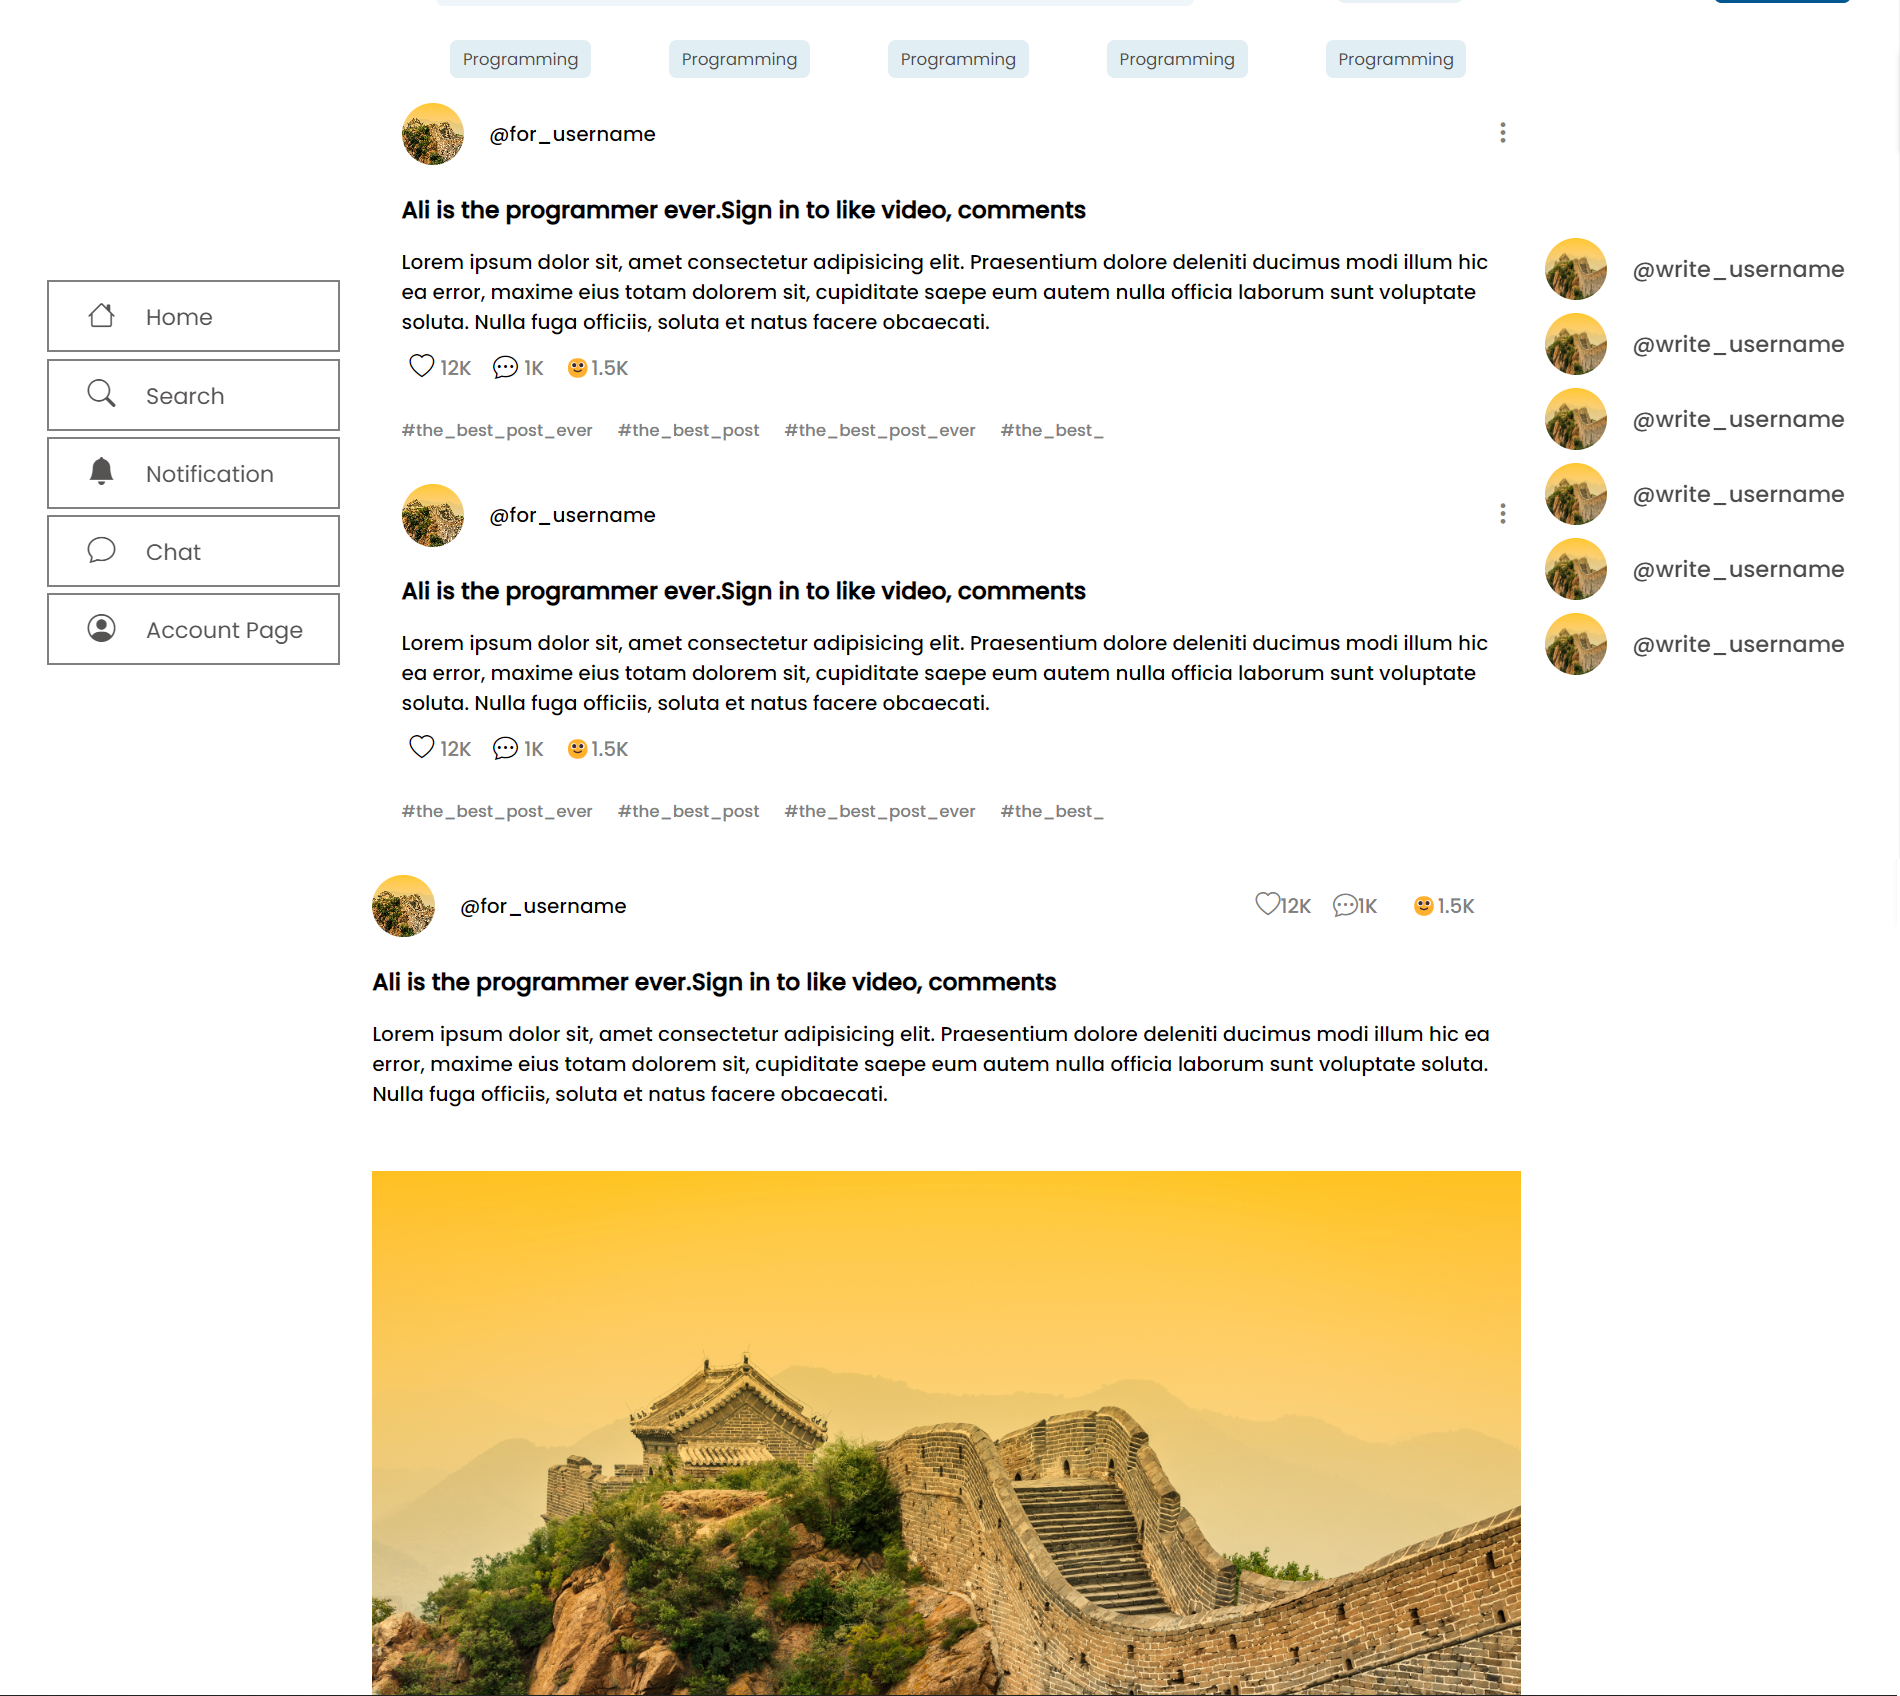 Programming Programming Programming Programming Programming
@for_username
Ali is the programmer ever.Sign in to like video, comments
Lorem ipsum dolor sit, amet consectetur adipisicing elit. Praesentium dolore deleniti ducimus modi illum hic
ea error, maxime eius totam dolorem sit, cupiditate saepe eum autem nulla officia laborum sunt voluptate
soluta. Nulla fuga officiis, soluta et natus facere obcaecati.
12K 1K 1.5K
#the_best_post_ever #the_best_post #the_best_post_ever #the_best_
@for_username
Ali is the programmer ever.Sign in to like video, comments
Lorem ipsum dolor sit, amet consectetur adipisicing elit. Praesentium dolore deleniti ducimus modi illum hic
ea error, maxime eius totam dolorem sit, cupiditate saepe eum autem nulla officia laborum sunt voluptate
soluta. Nulla fuga officiis, soluta et natus facere obcaecati.
12K 1K 1.5K
#the_best_post_ever #the_best_post #the_best_post_ever #the_best_
@for_username 12K 1K 1.5K
Ali is the programmer ever.Sign in to like video, comments
Lorem ipsum dolor sit, amet consectetur adipisicing elit. Praesentium dolore deleniti ducimus modi illum hic ea
error, maxime eius totam dolorem sit, cupiditate saepe eum autem nulla officia laborum sunt voluptate soluta.
Nulla fuga officiis, soluta et natus facere obcaecati.
Home
Search
Notification
Chat
Account Page
@write_username
@write_username
@write_username
@write_username
@write_username
@write_username